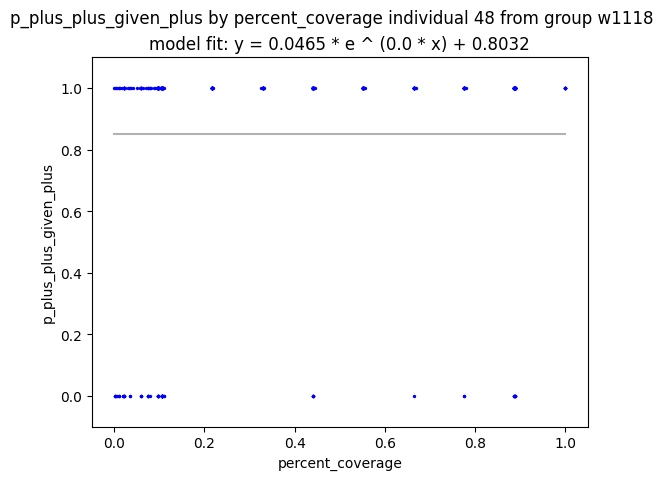 p_plus_plus_given_plus by percent_coverage individual 48 from group w1118
model fit: y = 0.0465 * e ^ (0.0 * x) + 0.8032
1.0
0.8
0.6
0.4
0.2
0.0
p_plus_plus_given_plus
0.0 0.2 0.4 0.6 0.8 1.0
percent_coverage